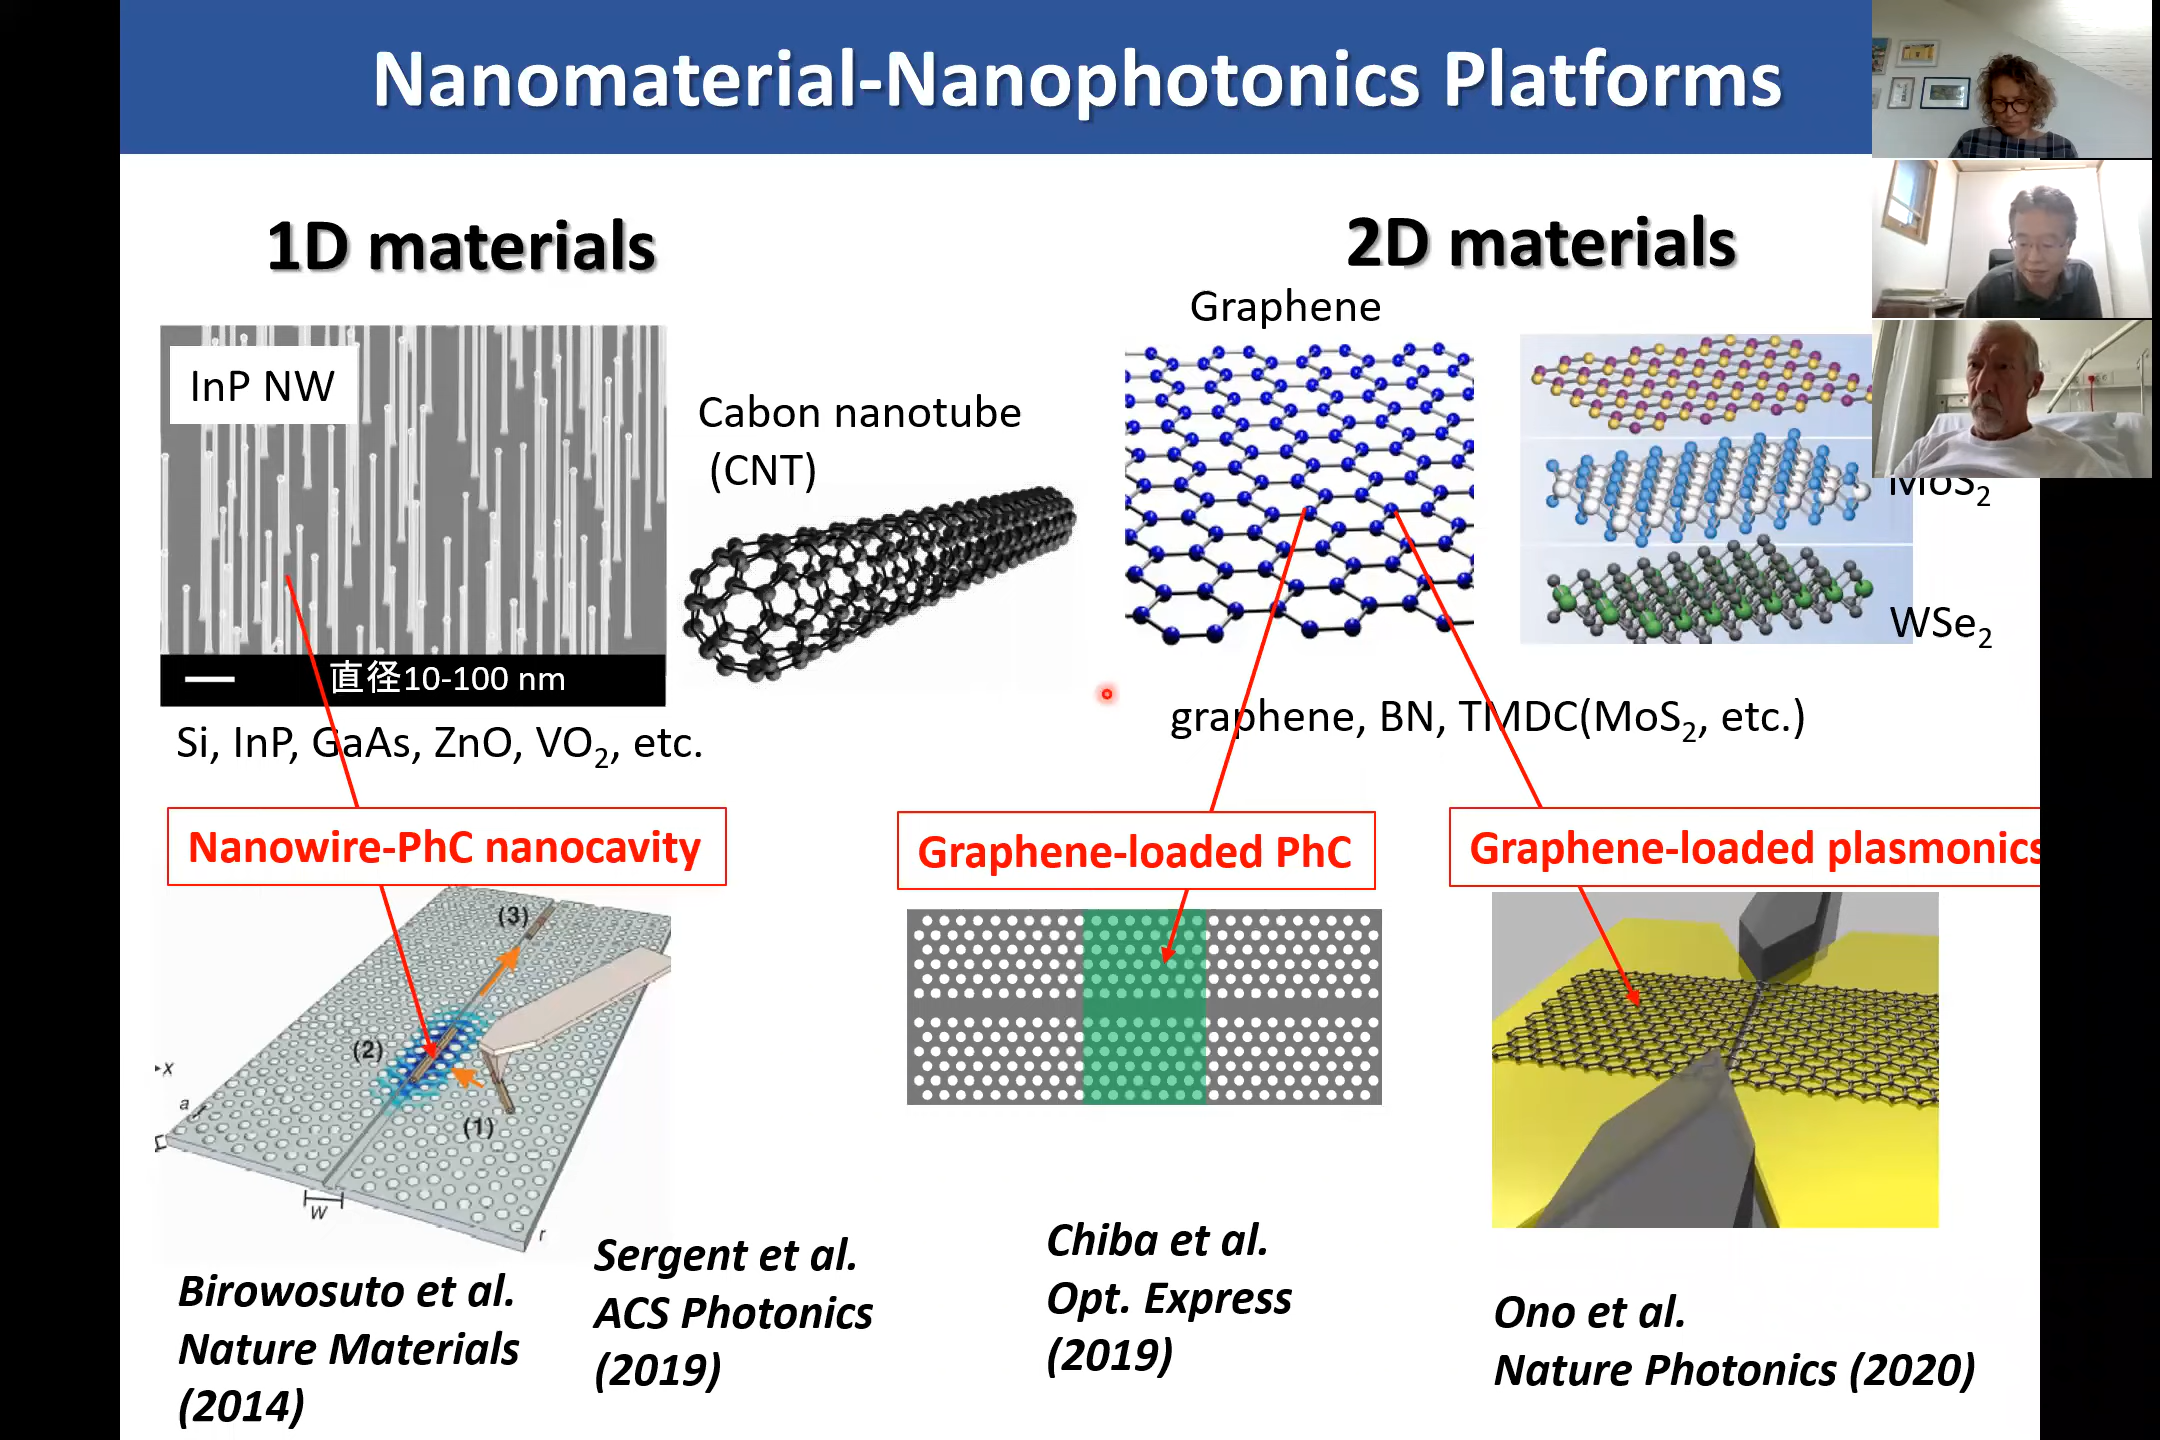 Nanomaterial-Nanophotonics Platforms
1D materials
2D materials
InP NW
直径10-100 nm
Si, InP, GaAs, ZnO, VO2, etc.
Cabon nanotube
(CNT)
Graphene
MoS2
WSe2
graphene, BN, TMDC(MoS2, etc.)
Nanowire-PhC nanocavity
Graphene-loaded PhC
Graphene-loaded plasmonics
(3)
(2)
(1)
x
a
W
r
Birowosuto et al.
Nature Materials
(2014)
Sergent et al.
ACS Photonics
(2019)
Chiba et al.
Opt. Express
(2019)
Ono et al.
Nature Photonics (2020)